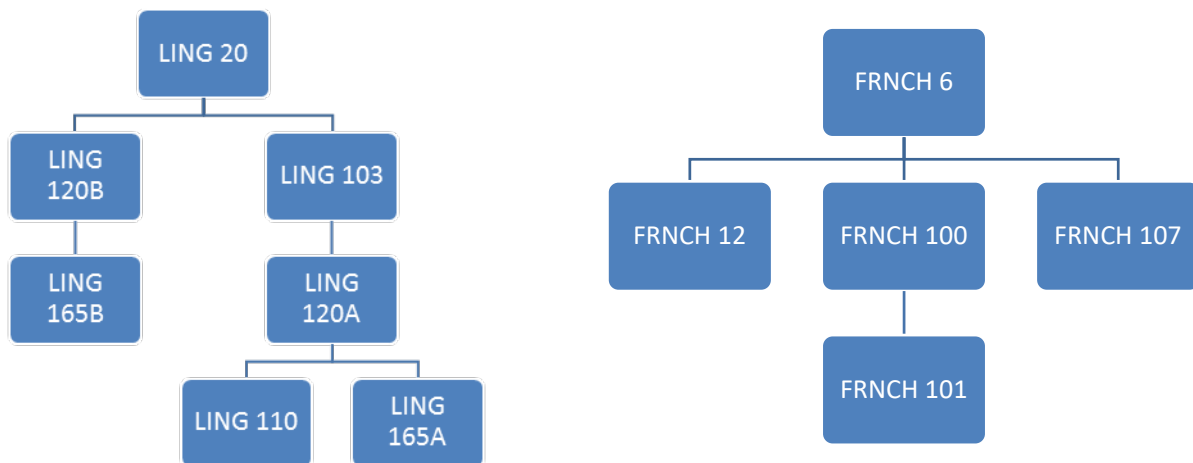 LING 20
LING
120B
LING 103
LING
165B
LING
120A
LING 110
LING
165A
FRNCH 6
FRNCH 12
FRNCH 100
FRNCH 107
FRNCH 101